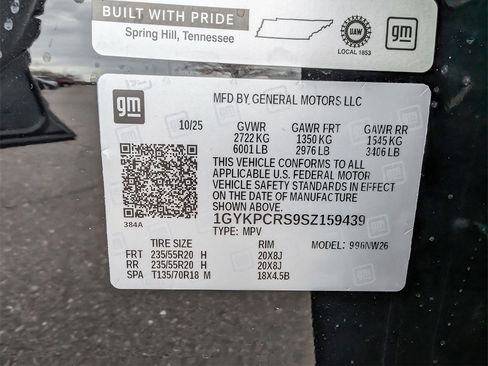 BUILT WITH PRIDE
Spring Hill, Tennessee
UAW
LOCAL 1853
gm
gm
MFD BY GENERAL MOTORS LLC
10/25 GVWR GAWR FRT GAWR RR
2722 KG 1350 KG 1545 KG
6001 LB 2976 LB 3406 LB
THIS VEHICLE CONFORMS TO ALL
APPLICABLE U.S. FEDERAL MOTOR
VEHICLE SAFETY STANDARDS IN EFFECT
ON THE DATE OF MANUFACTURE
SHOWN ABOVE.
384A
1GYKPCRS9SZ159439
TYPE: MPV
TIRE SIZE RIM MODEL: 996NW26
FRT 235/55R20 H 20X8J
RR 235/55R20 H 20X8J
SP T135/70R18 M 18X4.5B